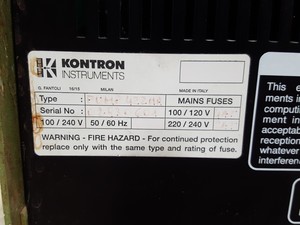 KONTRON
INSTRUMENTS
G. FANTOLI 16/15 MILAN MADE IN ITALY
Type MAINS FUSES
Serial No 100 / 120 V
100 / 240 V 50 / 60 Hz 220 / 240 V
WARNING - FIRE HAZARD - For continued protection
replace only with the same type and rating of fuse.
This e
ments in
computi
ment in
acceptab
reception
whatever
interferen